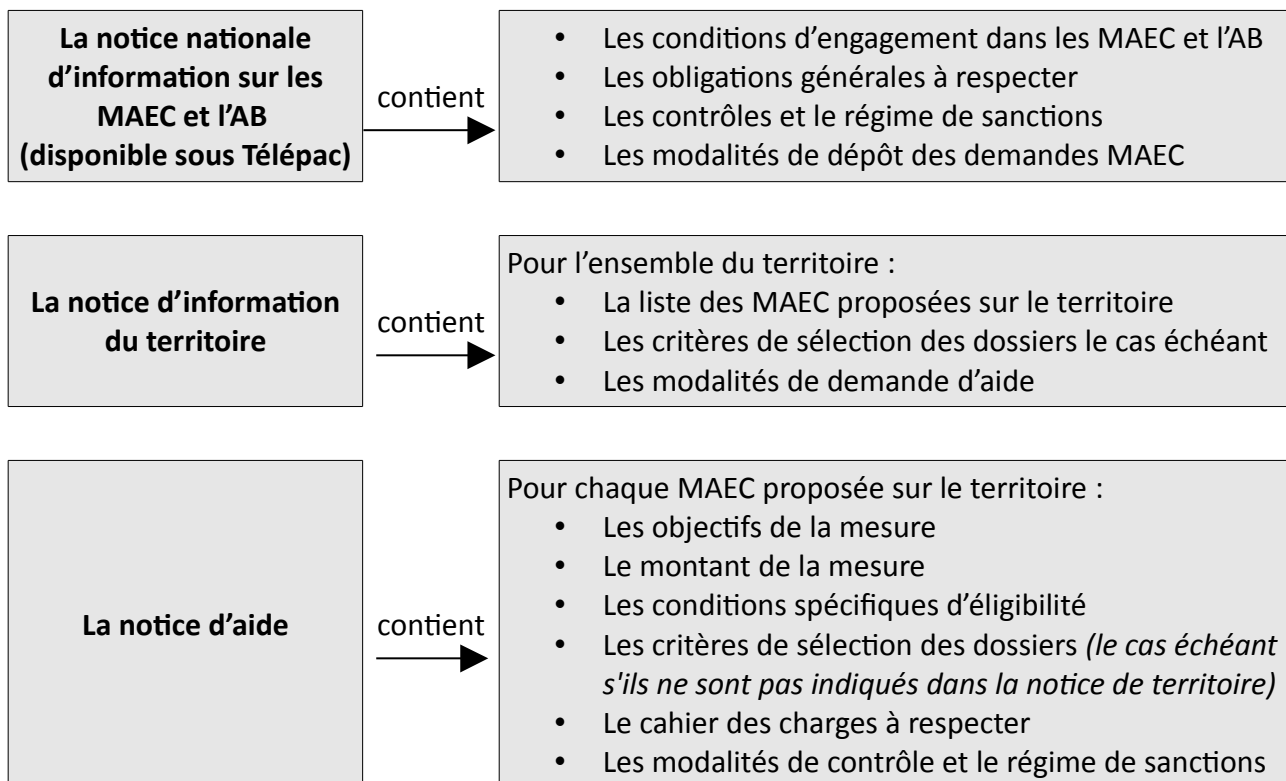 La notice nationale
d’information sur les
MAEC et l’AB
(disponible sous Télépac)
contient
• Les conditions d’engagement dans les MAEC et l’AB
• Les obligations générales à respecter
• Les contrôles et le régime de sanctions
• Les modalités de dépôt des demandes MAEC
La notice d’information
du territoire
contient
Pour l’ensemble du territoire :
• La liste des MAEC proposées sur le territoire
• Les critères de sélection des dossiers le cas échéant
• Les modalités de demande d’aide
La notice d’aide
contient
Pour chaque MAEC proposée sur le territoire :
• Les objectifs de la mesure
• Le montant de la mesure
• Les conditions spécifiques d’éligibilité
• Les critères de sélection des dossiers (le cas échéant
s'ils ne sont pas indiqués dans la notice de territoire)
• Le cahier des charges à respecter
• Les modalités de contrôle et le régime de sanctions